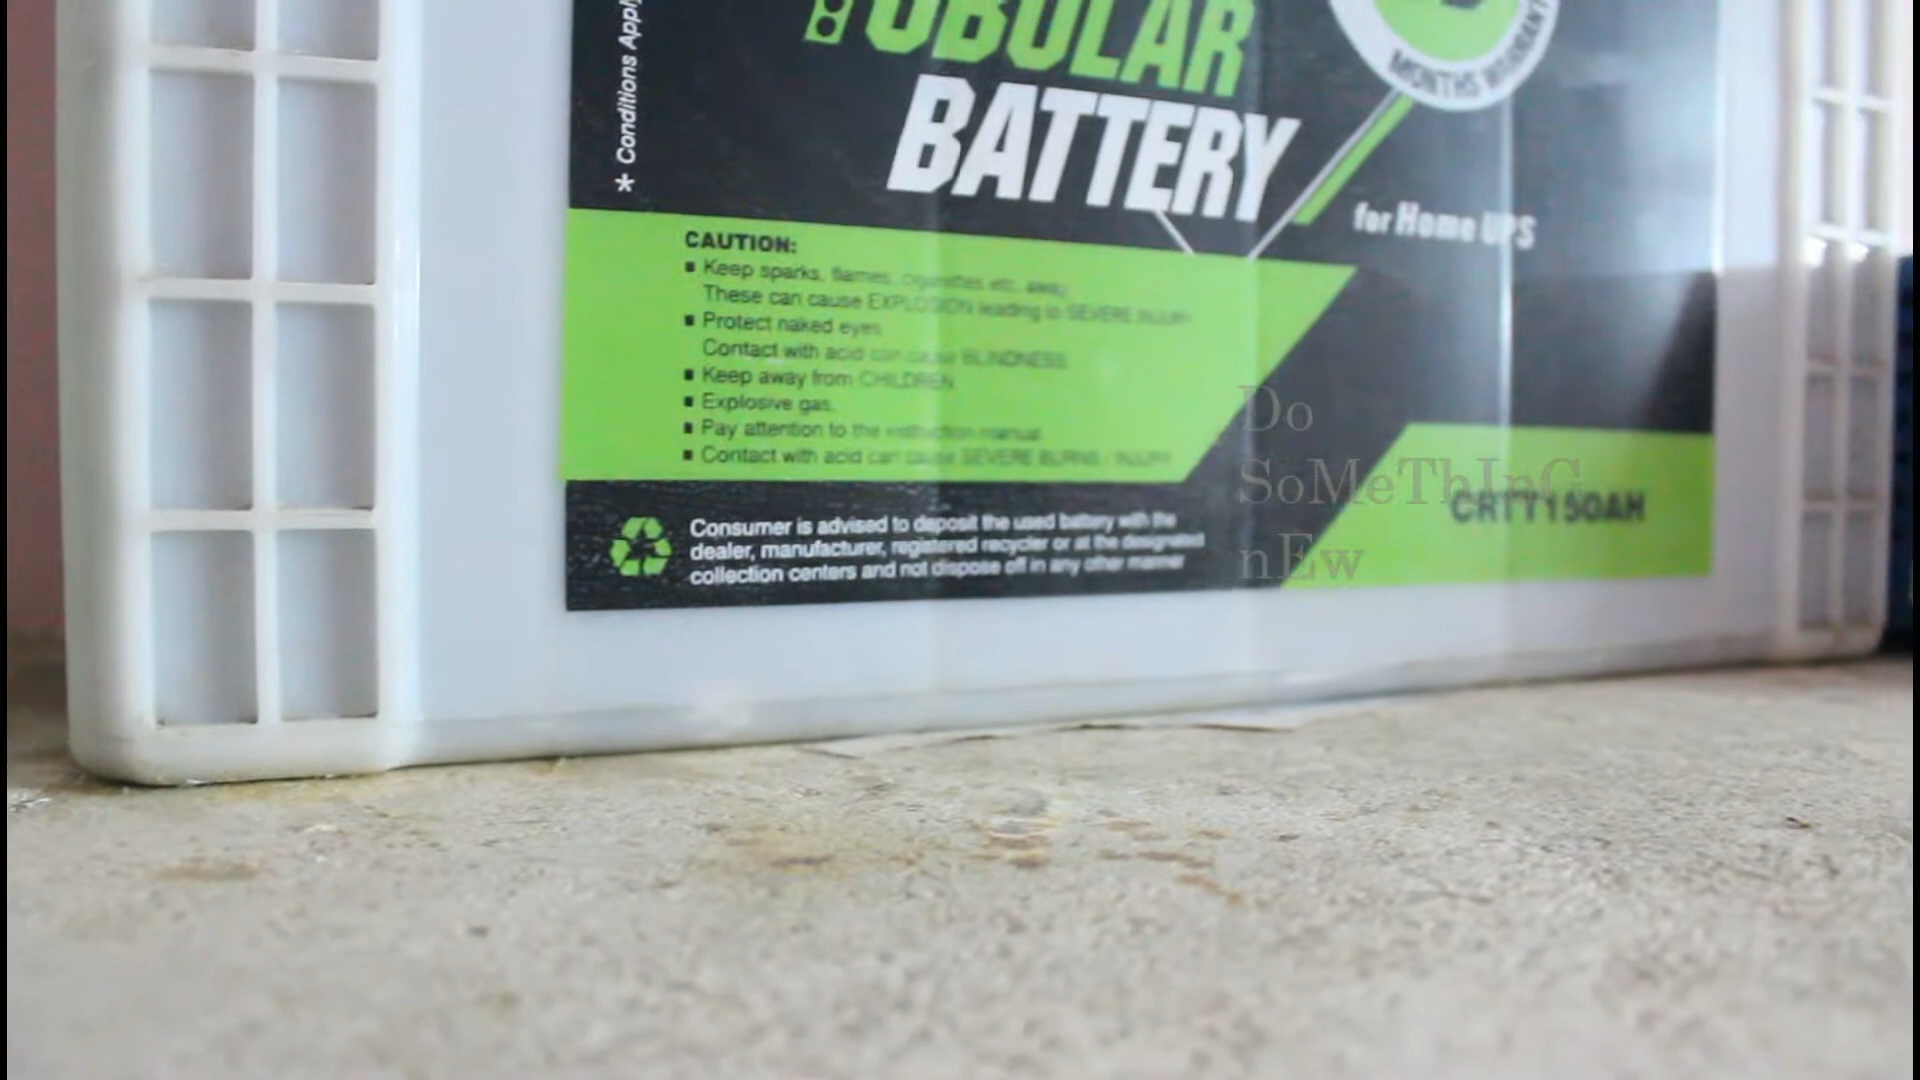 * Conditions Apply
TUBULAR
BATTERY
MONTHS WARRANTY
for Home UPS
CAUTION:
▪ Keep sparks, flames, cigarettes etc. away
These can cause EXPLOSION leading to SEVERE INJURY
▪ Protect naked eyes
Contact with acid can cause BLINDNESS
▪ Keep away from CHILDREN
▪ Explosive gas.
▪ Pay attention to the instruction manual
▪ Contact with acid can cause SEVERE BURNS / INJURY
Consumer is advised to deposit the used battery with the
dealer, manufacturer, registered recycler or at the designated
collection centers and not dispose off in any other manner
Do
SoMeThInG
nEw
CRTT150AH